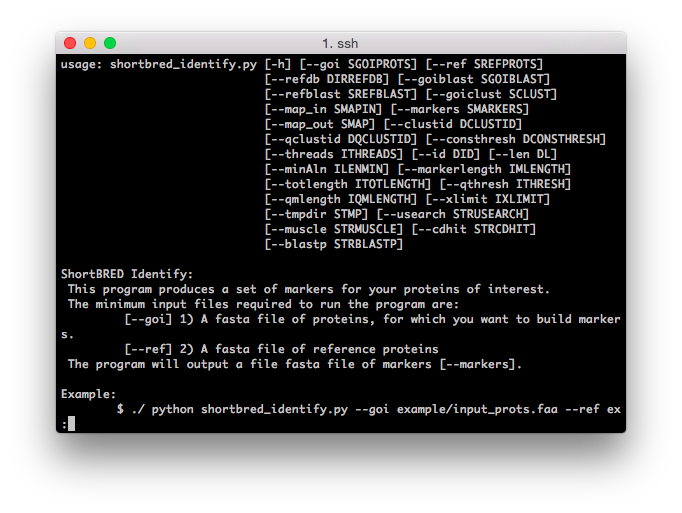 1. ssh
usage: shortbred_identify.py [-h] [--goi SGOIPROTS] [--ref SREFPROTS]
[--refdb DIRREFDB] [--goiblast SGOIBLAST]
[--refblast SREFBLAST] [--goiclust SCLUST]
[--map_in SMAPIN] [--markers SMARKERS]
[--map_out SMAP] [--clustid DCLUSTID]
[--qclustid DQCLUSTID] [--consthresh DCONSTHRESH]
[--threads ITHREADS] [--id DID] [--len DL]
[--minAln ILENMIN] [--markerlength IMLENGTH]
[--totlength ITOTLENGTH] [--qthresh ITHRESH]
[--qmlength IQMLENGTH] [--xlimit IXLIMIT]
[--tmpdir STMP] [--usearch STRUSEARCH]
[--muscle STRMUSCLE] [--cdhit STRCDHIT]
[--blastp STRBLASTP]
ShortBRED Identify:
This program produces a set of markers for your proteins of interest.
The minimum input files required to run the program are:
[--goi] 1) A fasta file of proteins, for which you want to build marker
s.
[--ref] 2) A fasta file of reference proteins
The program will output a file fasta file of markers [--markers].
Example:
$ ./ python shortbred_identify.py --goi example/input_prots.faa --ref ex
: